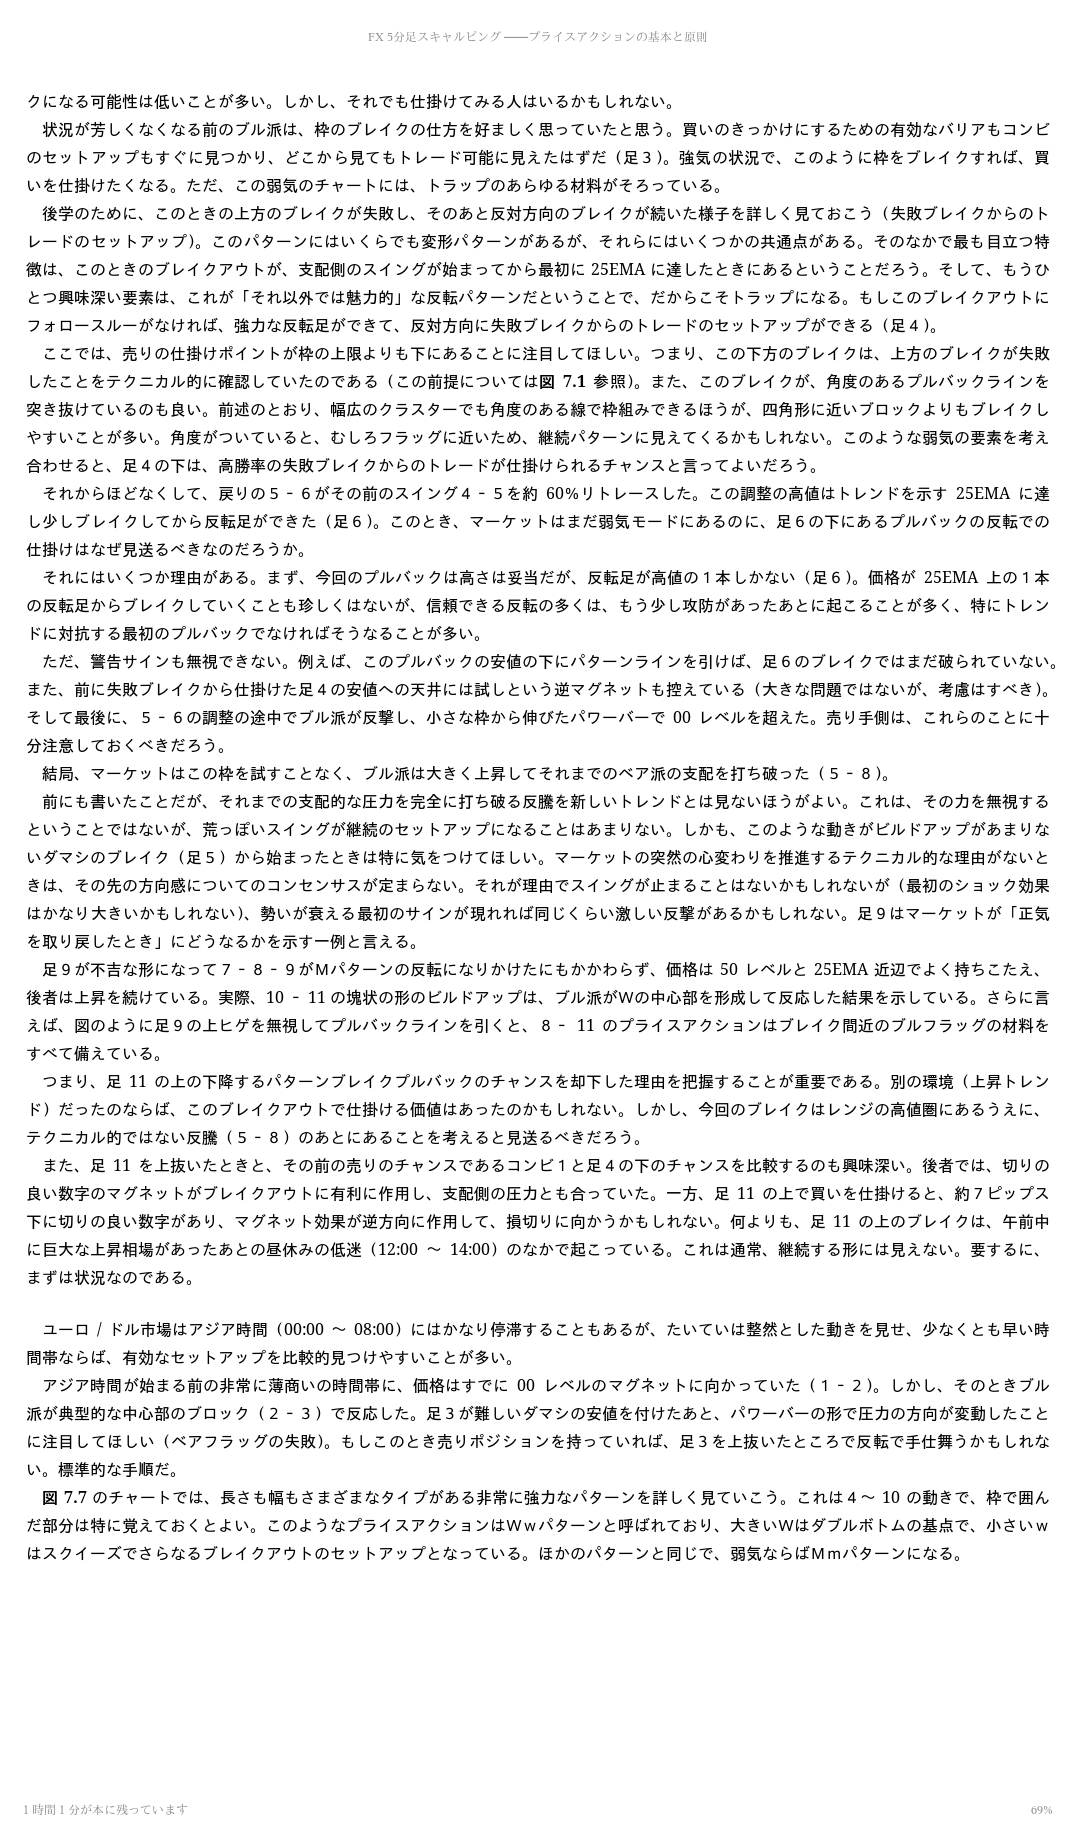 FX 5分足スキャルピング ――プライスアクションの基本と原則
クになる可能性は低いことが多い。しかし、それでも仕掛けてみる人はいるかもしれない。
状況が芳しくなくなる前のブル派は、枠のブレイクの仕方を好ましく思っていたと思う。買いのきっかけにするための有効なバリアもコンビ
のセットアップもすぐに見つかり、どこから見てもトレード可能に見えたはずだ（足３）。強気の状況で、このように枠をブレイクすれば、買
いを仕掛けたくなる。ただ、この弱気のチャートには、トラップのあらゆる材料がそろっている。
後学のために、このときの上方のブレイクが失敗し、そのあと反対方向のブレイクが続いた様子を詳しく見ておこう（失敗ブレイクからのト
レードのセットアップ）。このパターンにはいくらでも変形パターンがあるが、それらにはいくつかの共通点がある。そのなかで最も目立つ特
徴は、このときのブレイクアウトが、支配側のスイングが始まってから最初に 25EMA に達したときにあるということだろう。そして、もうひ
とつ興味深い要素は、これが「それ以外では魅力的」な反転パターンだということで、だからこそトラップになる。もしこのブレイクアウトに
フォロースルーがなければ、強力な反転足ができて、反対方向に失敗ブレイクからのトレードのセットアップができる（足４）。
ここでは、売りの仕掛けポイントが枠の上限よりも下にあることに注目してほしい。つまり、この下方のブレイクは、上方のブレイクが失敗
したことをテクニカル的に確認していたのである（この前提については図 7.1 参照）。また、このブレイクが、角度のあるプルバックラインを
突き抜けているのも良い。前述のとおり、幅広のクラスターでも角度のある線で枠組みできるほうが、四角形に近いブロックよりもブレイクし
やすいことが多い。角度がついていると、むしろフラッグに近いため、継続パターンに見えてくるかもしれない。このような弱気の要素を考え
合わせると、足４の下は、高勝率の失敗ブレイクからのトレードが仕掛けられるチャンスと言ってよいだろう。
それからほどなくして、戻りの５‐６がその前のスイング４‐５を約 60％リトレースした。この調整の高値はトレンドを示す 25EMA に達
し少しブレイクしてから反転足ができた（足６）。このとき、マーケットはまだ弱気モードにあるのに、足６の下にあるプルバックの反転での
仕掛けはなぜ見送るべきなのだろうか。
それにはいくつか理由がある。まず、今回のプルバックは高さは妥当だが、反転足が高値の１本しかない（足６）。価格が 25EMA 上の１本
の反転足からブレイクしていくことも珍しくはないが、信頼できる反転の多くは、もう少し攻防があったあとに起こることが多く、特にトレン
ドに対抗する最初のプルバックでなければそうなることが多い。
ただ、警告サインも無視できない。例えば、このプルバックの安値の下にパターンラインを引けば、足６のブレイクではまだ破られていない。
また、前に失敗ブレイクから仕掛けた足４の安値への天井には試しという逆マグネットも控えている（大きな問題ではないが、考慮はすべき）。
そして最後に、５‐６の調整の途中でブル派が反撃し、小さな枠から伸びたパワーバーで 00 レベルを超えた。売り手側は、これらのことに十
分注意しておくべきだろう。
結局、マーケットはこの枠を試すことなく、ブル派は大きく上昇してそれまでのベア派の支配を打ち破った（５‐８）。
前にも書いたことだが、それまでの支配的な圧力を完全に打ち破る反騰を新しいトレンドとは見ないほうがよい。これは、その力を無視する
ということではないが、荒っぽいスイングが継続のセットアップになることはあまりない。しかも、このような動きがビルドアップがあまりな
いダマシのブレイク（足５）から始まったときは特に気をつけてほしい。マーケットの突然の心変わりを推進するテクニカル的な理由がないと
きは、その先の方向感についてのコンセンサスが定まらない。それが理由でスイングが止まることはないかもしれないが（最初のショック効果
はかなり大きいかもしれない）、勢いが衰える最初のサインが現れれば同じくらい激しい反撃があるかもしれない。足９はマーケットが「正気
を取り戻したとき」にどうなるかを示す一例と言える。
足９が不吉な形になって７‐８‐９がMパターンの反転になりかけたにもかかわらず、価格は 50 レベルと 25EMA 近辺でよく持ちこたえ、
後者は上昇を続けている。実際、10 ‐ 11 の塊状の形のビルドアップは、ブル派がWの中心部を形成して反応した結果を示している。さらに言
えば、図のように足９の上ヒゲを無視してプルバックラインを引くと、８‐ 11 のプライスアクションはブレイク間近のブルフラッグの材料を
すべて備えている。
つまり、足 11 の上の下降するパターンブレイクプルバックのチャンスを却下した理由を把握することが重要である。別の環境（上昇トレン
ド）だったのならば、このブレイクアウトで仕掛ける価値はあったのかもしれない。しかし、今回のブレイクはレンジの高値圏にあるうえに、
テクニカル的ではない反騰（５‐８）のあとにあることを考えると見送るべきだろう。
また、足 11 を上抜いたときと、その前の売りのチャンスであるコンビ１と足４の下のチャンスを比較するのも興味深い。後者では、切りの
良い数字のマグネットがブレイクアウトに有利に作用し、支配側の圧力とも合っていた。一方、足 11 の上で買いを仕掛けると、約７ピップス
下に切りの良い数字があり、マグネット効果が逆方向に作用して、損切りに向かうかもしれない。何よりも、足 11 の上のブレイクは、午前中
に巨大な上昇相場があったあとの昼休みの低迷（12:00 ～ 14:00）のなかで起こっている。これは通常、継続する形には見えない。要するに、
まずは状況なのである。
ユーロ / ドル市場はアジア時間（00:00 ～ 08:00）にはかなり停滞することもあるが、たいていは整然とした動きを見せ、少なくとも早い時
間帯ならば、有効なセットアップを比較的見つけやすいことが多い。
アジア時間が始まる前の非常に薄商いの時間帯に、価格はすでに 00 レベルのマグネットに向かっていた（１‐２）。しかし、そのときブル
派が典型的な中心部のブロック（２‐３）で反応した。足３が難しいダマシの安値を付けたあと、パワーバーの形で圧力の方向が変動したこと
に注目してほしい（ベアフラッグの失敗）。もしこのとき売りポジションを持っていれば、足３を上抜いたところで反転で手仕舞うかもしれな
い。標準的な手順だ。
図 7.7 のチャートでは、長さも幅もさまざまなタイプがある非常に強力なパターンを詳しく見ていこう。これは４～ 10 の動きで、枠で囲ん
だ部分は特に覚えておくとよい。このようなプライスアクションはＷｗパターンと呼ばれており、大きいWはダブルボトムの基点で、小さいｗ
はスクイーズでさらなるブレイクアウトのセットアップとなっている。ほかのパターンと同じで、弱気ならばＭｍパターンになる。
1 時間 1 分が本に残っています
69%